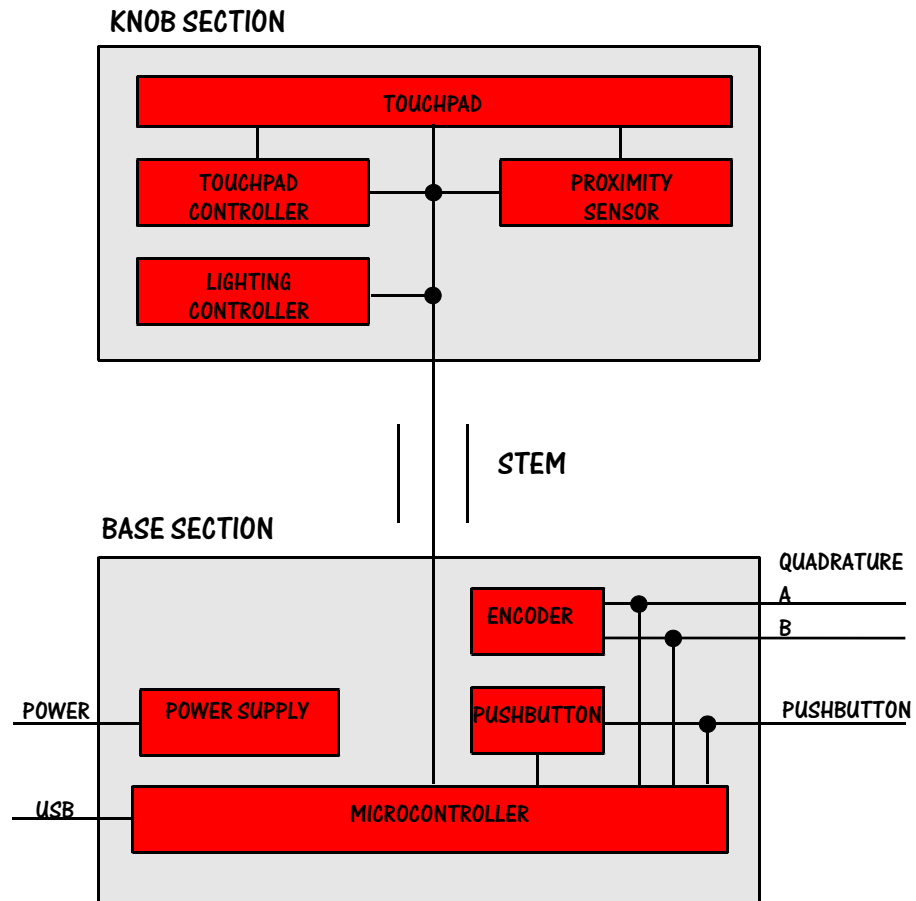 KNOB SECTION
TOUCHPAD
TOUCHPAD
CONTROLLER
PROXIMITY
SENSOR
LIGHTING
CONTROLLER
STEM
BASE SECTION
QUADRATURE
A
B
ENCODER
POWER
POWER SUPPLY
PUSHBUTTON
PUSHBUTTON
USB
MICROCONTROLLER